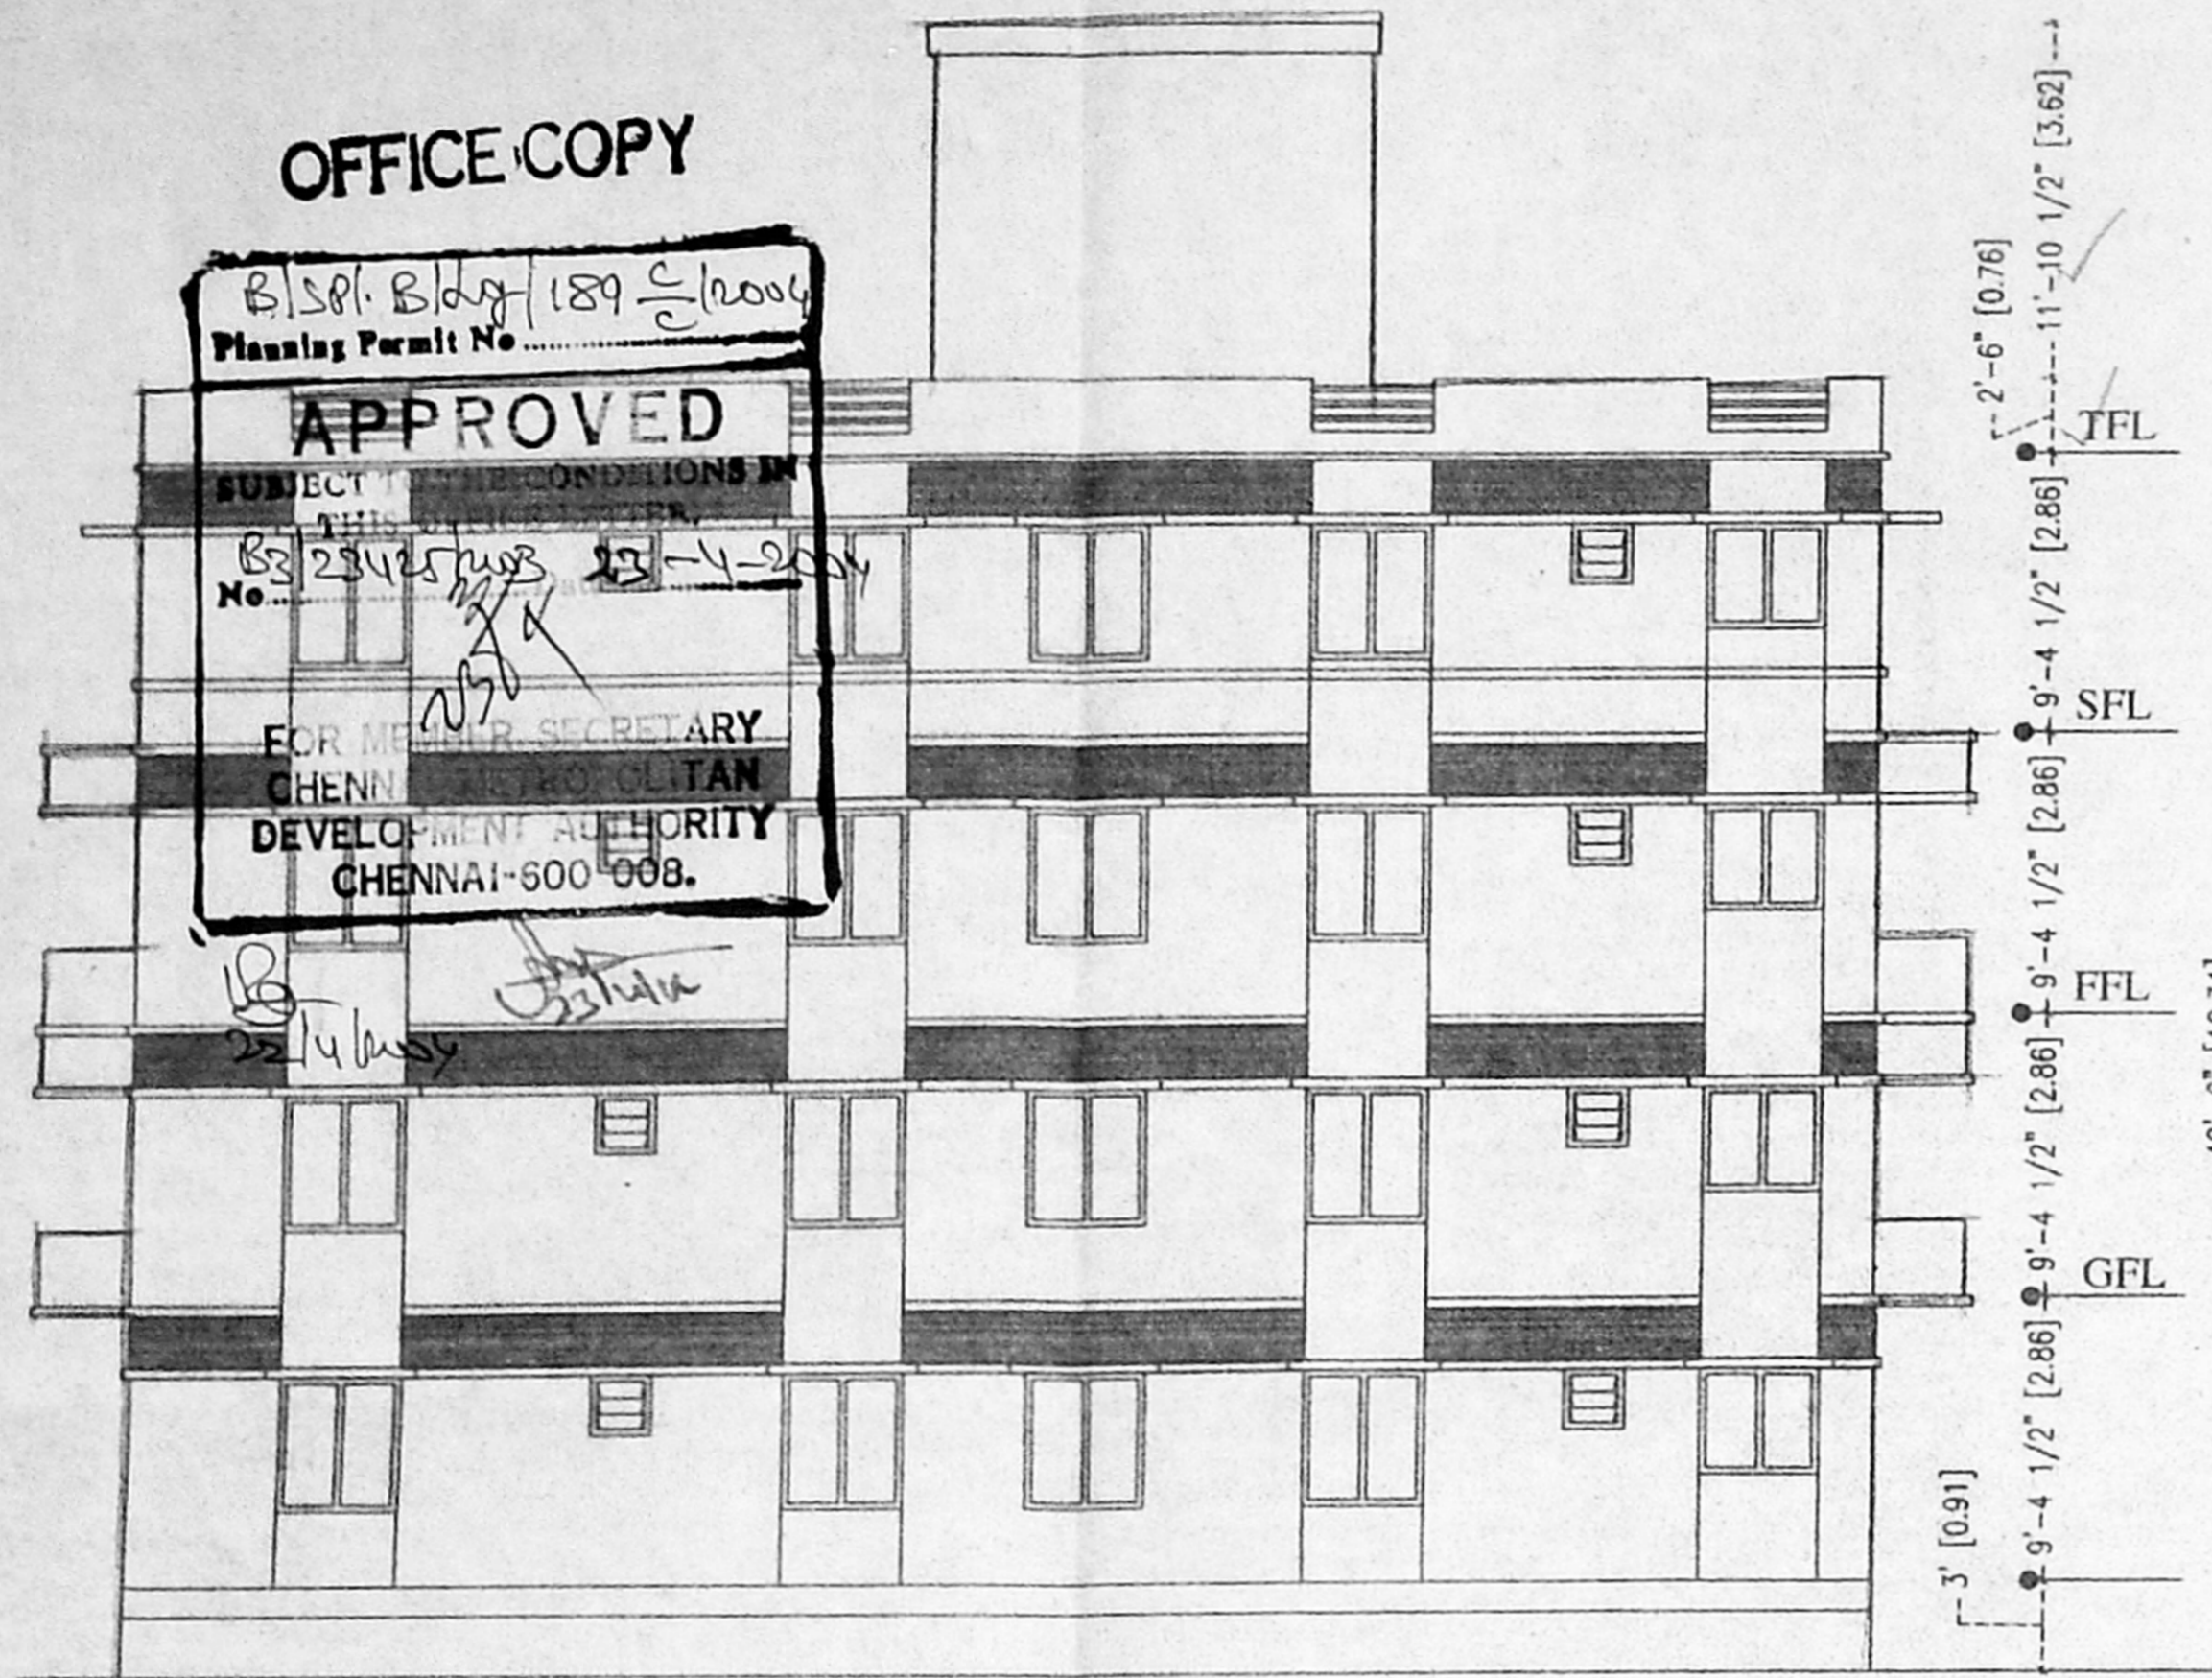 OFFICE COPY
B/Spl. Bldg/189 C/C/2004
Planning Permit No
APPROVED
SUBJECT TO THE CONDITIONS IN
THIS OFFICE LETTER.
B3/23425/2003 23-4-2004
No
FOR MEMBER SECRETARY
CHENNAI METROPOLITAN
DEVELOPMENT AUTHORITY
CHENNAI-600 008.
22/4/2004
11'-10 1/2" [3.62]
2'-6" [0.76]
TFL
9'-4 1/2" [2.86]
SFL
9'-4 1/2" [2.86]
FFL
9'-4 1/2" [2.86]
GFL
9'-4 1/2" [2.86]
3' [0.91]